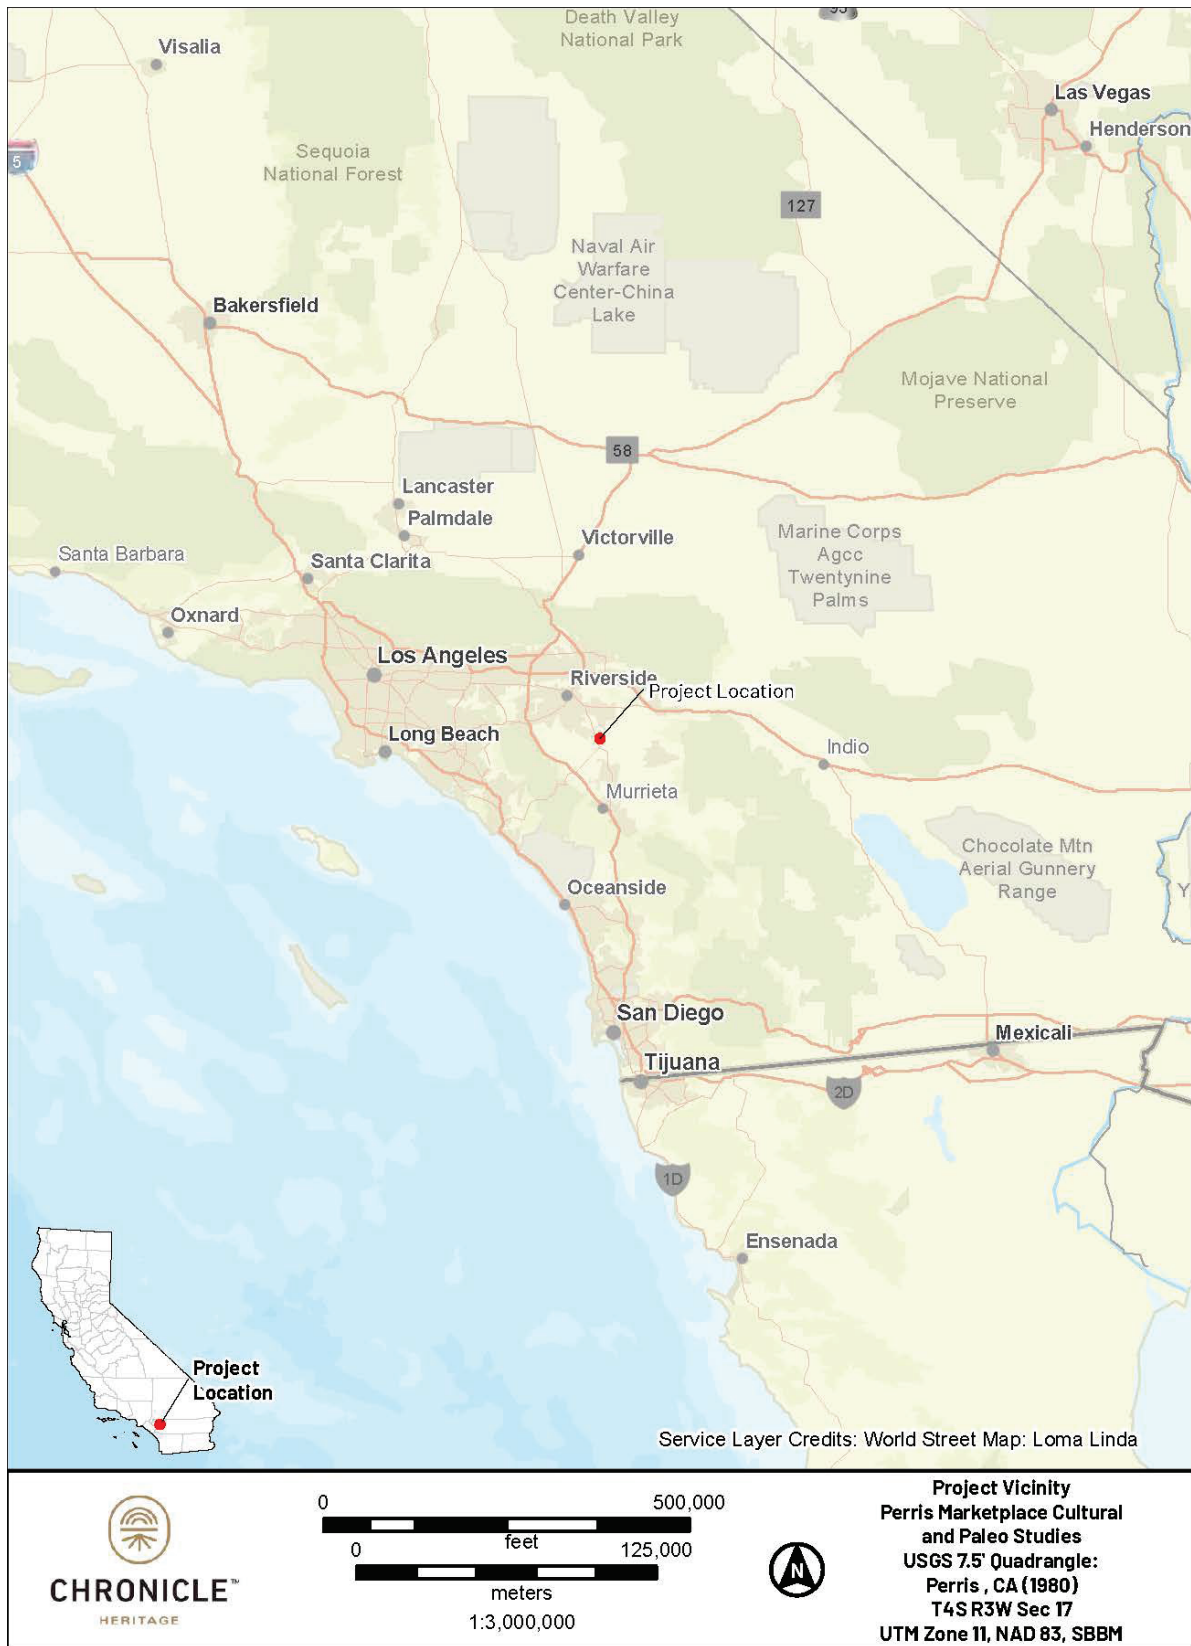 95
Death Valley
National Park
Visalia
Las Vegas
Henderson
5
Sequoia
National Forest
127
Naval Air
Warfare
Center-China
Lake
Bakersfield
Mojave National
Preserve
58
Lancaster
Palmdale
Marine Corps
Agcc
Twentynine
Palms
Victorville
Santa Barbara
Santa Clarita
Oxnard
Los Angeles
Riverside
Project Location
Long Beach
Indio
Murrieta
Chocolate Mtn
Aerial Gunnery
Range
Y
Oceanside
San Diego
Mexicali
Tijuana
2D
1D
Ensenada
Project
Location
Service Layer Credits: World Street Map: Loma Linda
CHRONICLE™
HERITAGE
0 500,000
feet
0 125,000
meters
1:3,000,000
N
Project Vicinity
Perris Marketplace Cultural
and Paleo Studies
USGS 7.5' Quadrangle:
Perris , CA (1980)
T4S R3W Sec 17
UTM Zone 11, NAD 83, SBBM